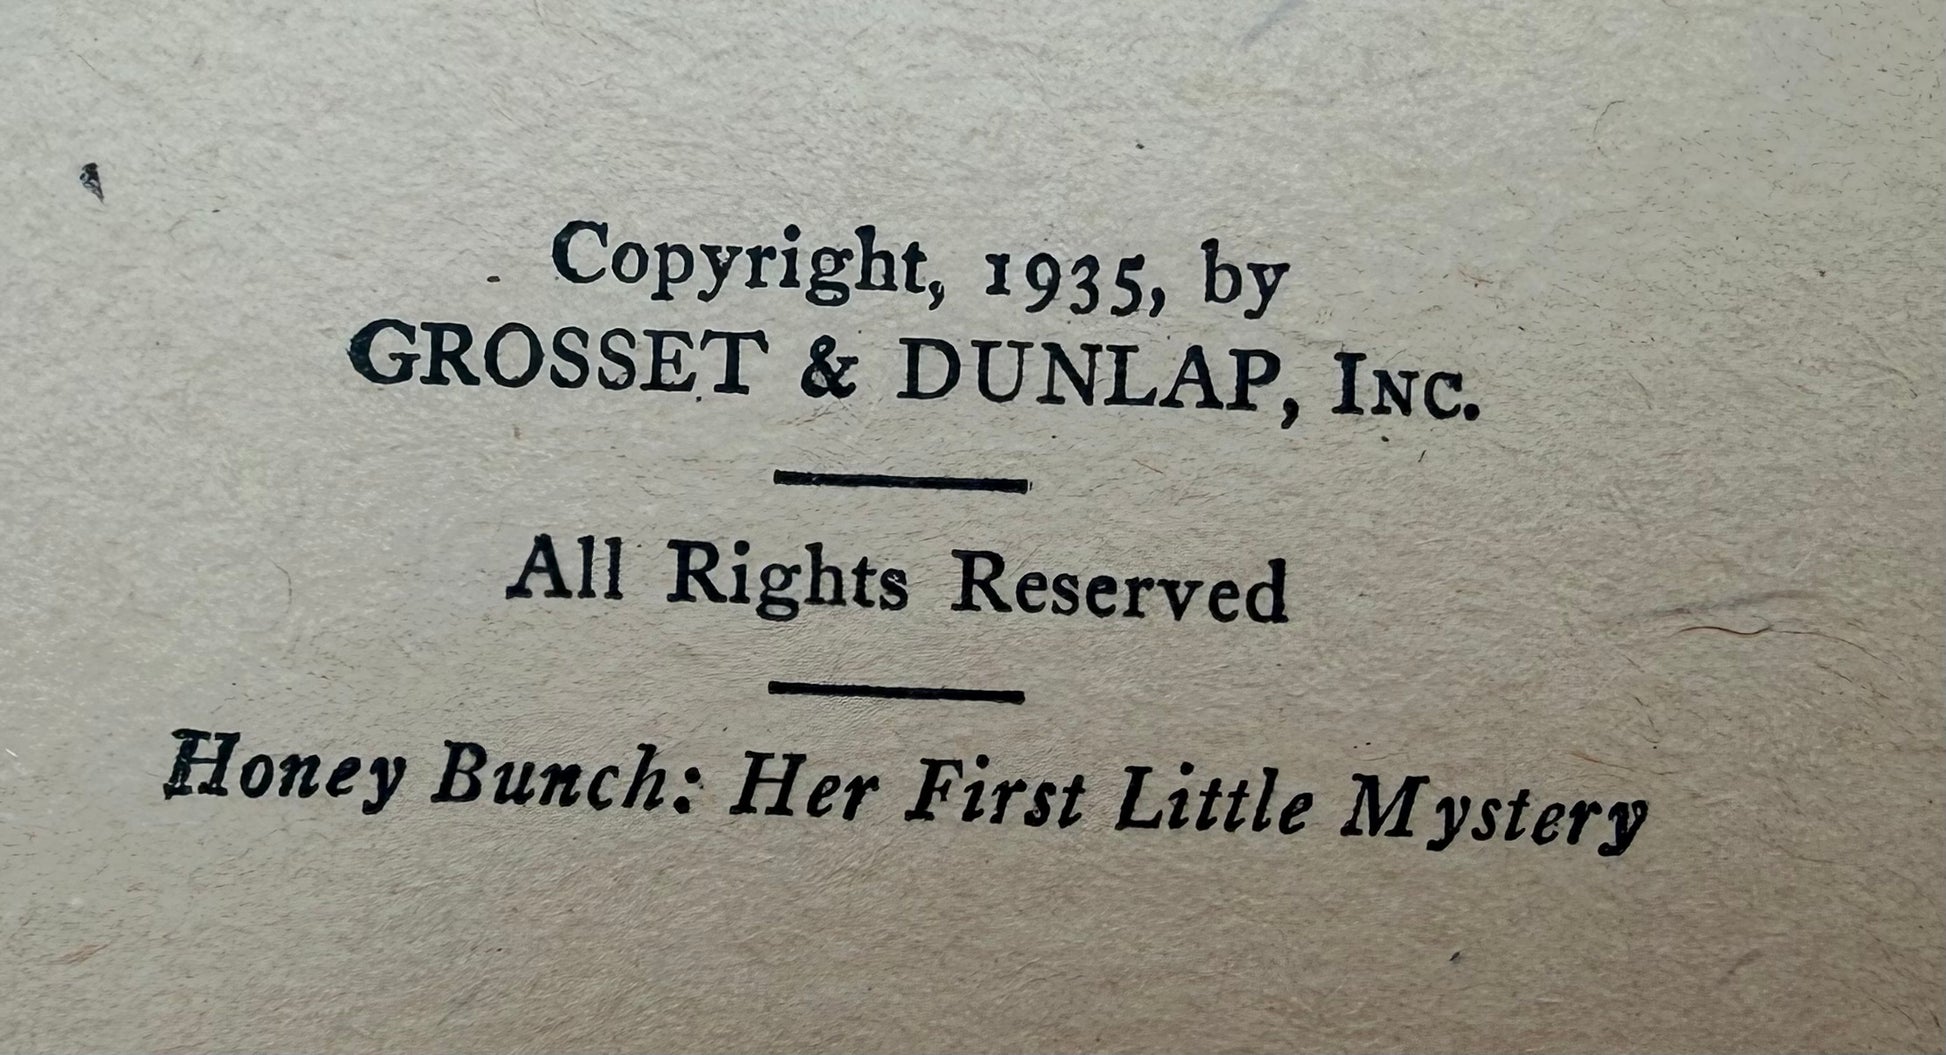 Copyright, 1935, by
GROSSET & DUNLAP, INC.
All Rights Reserved
Honey Bunch: Her First Little Mystery